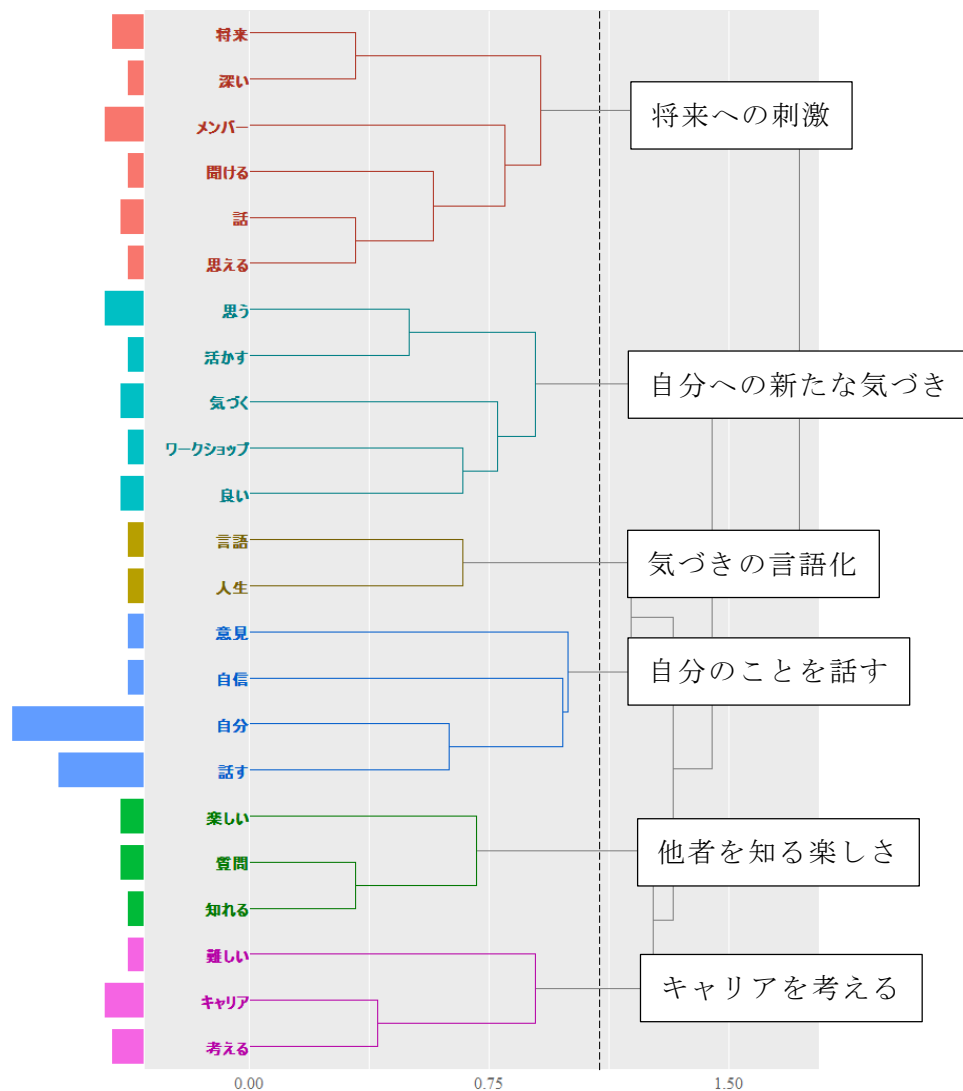 将来
深い
将来への刺激
メンバー
聞ける
話
思える
思う
活かす
自分への新たな気づき
気づく
ワークショップ
良い
言語
気づきの言語化
人生
意見
自分のことを話す
自信
自分
話す
楽しい
他者を知る楽しさ
質問
知れる
難しい
キャリアを考える
キャリア
考える
0.00 0.75 1.50